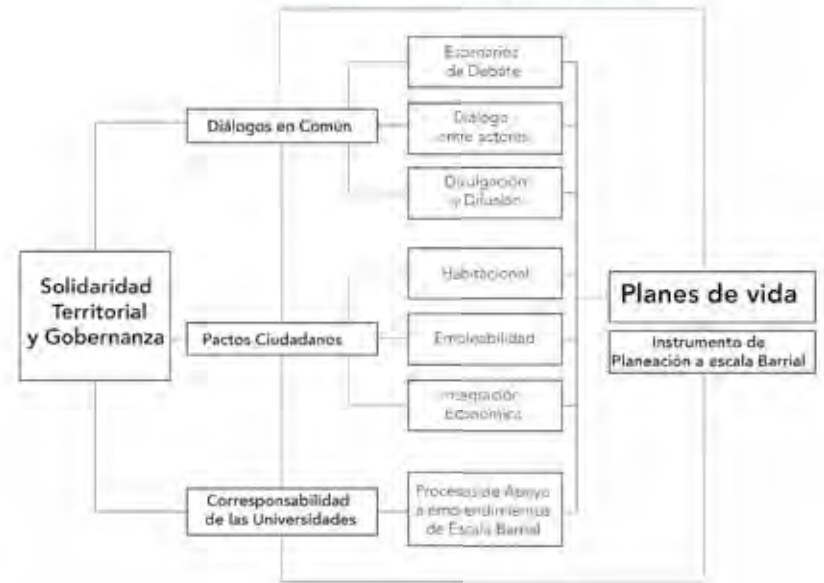 Escenarios
de Debate
Diálogos en Común
Diálogo
entre actores
Divulgación
y Difusión
Solidaridad
Territorial
y Gobernanza
Habitacional
Pactos Ciudadanos
Empleabilidad
Integración
Económica
Planes de vida
Instrumento de
Planeación a escala Barrial
Corresponsabilidad
de las Universidades
Procesos de Apoyo
a emprendimientos
de Escala Barrial